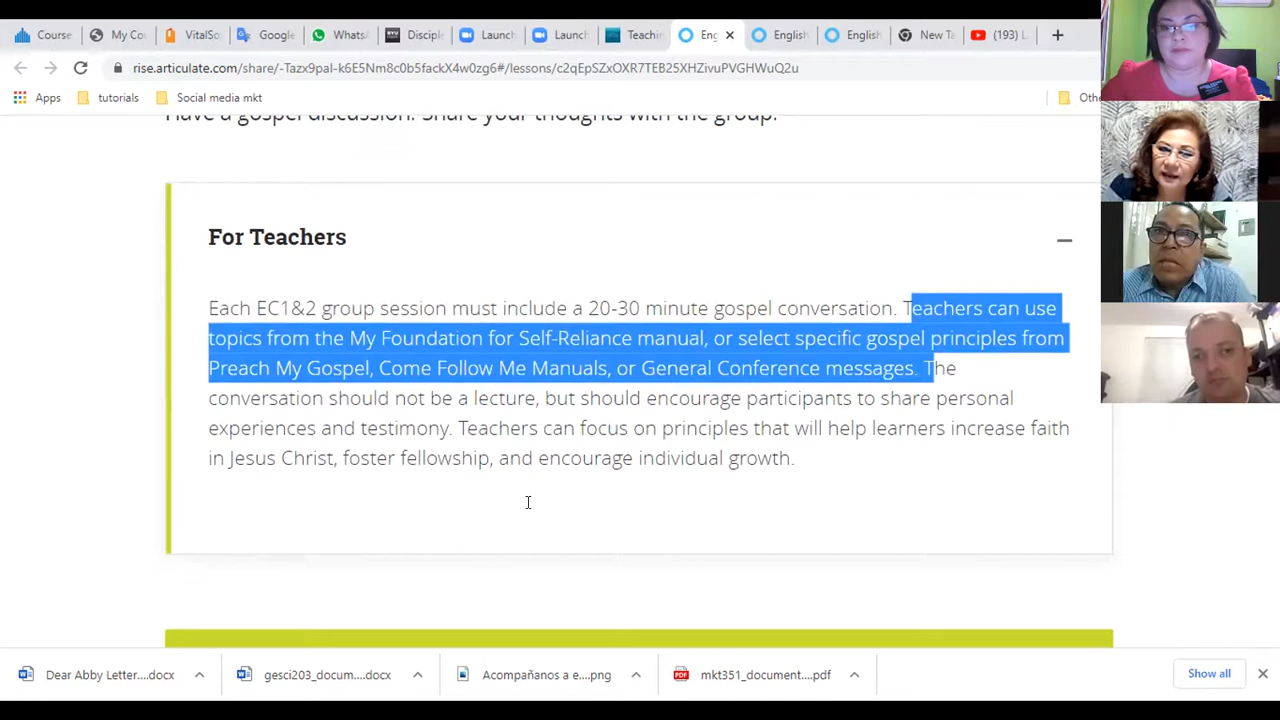 Course
My Cou
VitalSo
Google
WhatsA
Disciple
Launch
Launch
Teachin
Eng
English
English
New Ta
(193) L
rise.articulate.com/share/-Tazx9pal-k6E5Nm8c0b5fackX4w0zg6#/lessons/c2qEpSZxOXR7TEB25XHZivuPVGHWuQ2u
Apps
tutorials
Social media mkt
Oth
Have a gospel discussion. Share your thoughts with the group.
For Teachers
Each EC1&2 group session must include a 20-30 minute gospel conversation. Teachers can use
topics from the My Foundation for Self-Reliance manual, or select specific gospel principles from
Preach My Gospel, Come Follow Me Manuals, or General Conference messages. The
conversation should not be a lecture, but should encourage participants to share personal
experiences and testimony. Teachers can focus on principles that will help learners increase faith
in Jesus Christ, foster fellowship, and encourage individual growth.
Dear Abby Letter....docx
gesci203_docum....docx
Acompañanos a e....png
mkt351_document....pdf
Show all